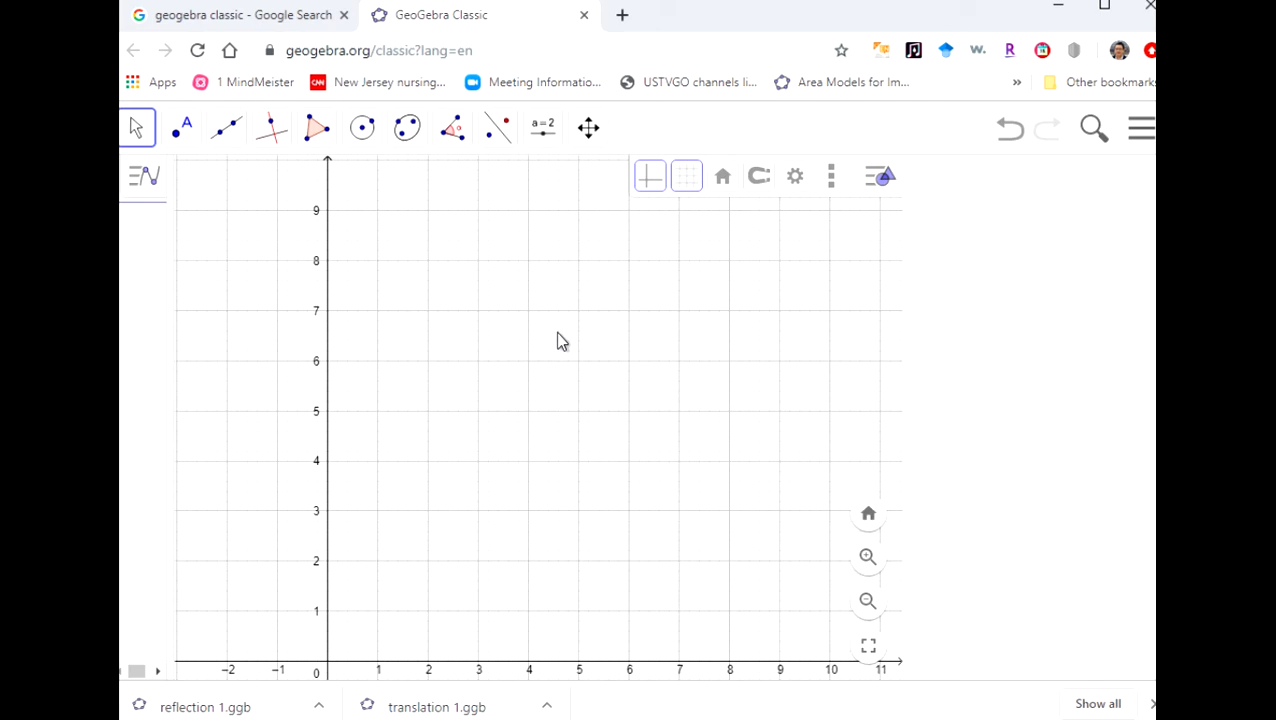 geogebra classic - Google Search
GeoGebra Classic
geogebra.org/classic?lang=en
Apps
1 MindMeister
CNN
New Jersey nursing...
Meeting Informatio...
USTVGO channels li...
Area Models for Im...
»
Other bookmarks
A
a=2
9
8
7
6
5
4
3
2
1
0
-2 -1 1 2 3 4 5 6 7 8 9 10 11
reflection 1.ggb
translation 1.ggb
Show all